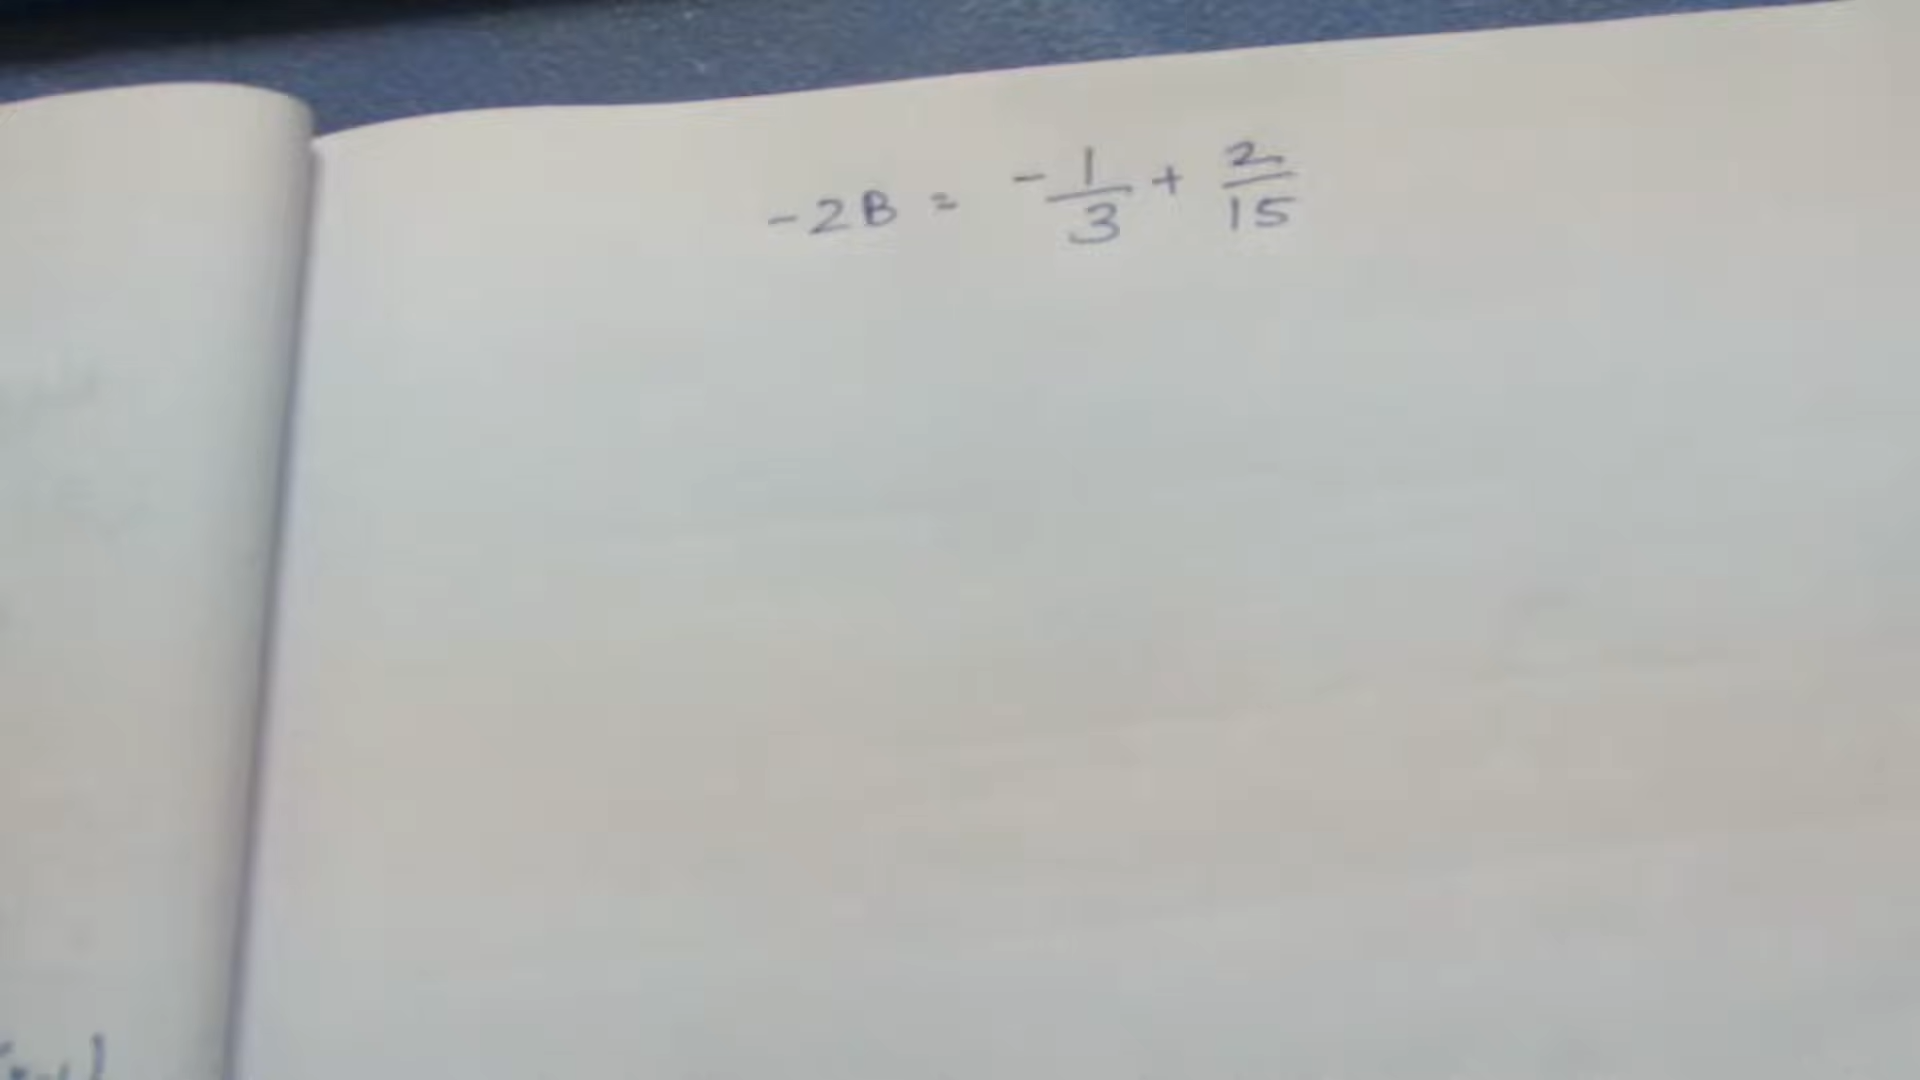 -2B = -1/3 + 2/15